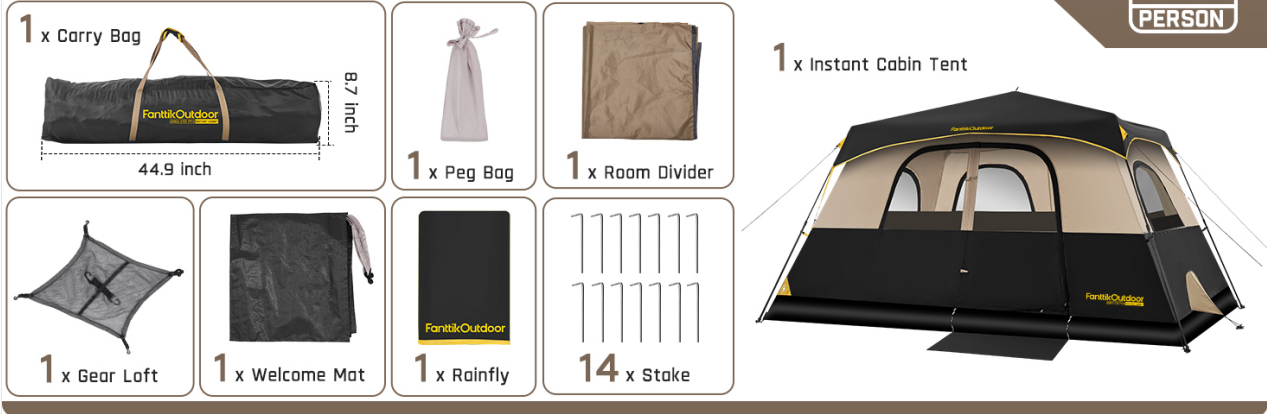 1 x Carry Bag
FanttikOutdoor
8.7 inch
44.9 inch
1 x Peg Bag
1 x Room Divider
1 x Gear Loft
1 x Welcome Mat
FanttikOutdoor
1 x Rainfly
14 x Stake
PERSON
1 x Instant Cabin Tent
FanttikOutdoor
FanttikOutdoor